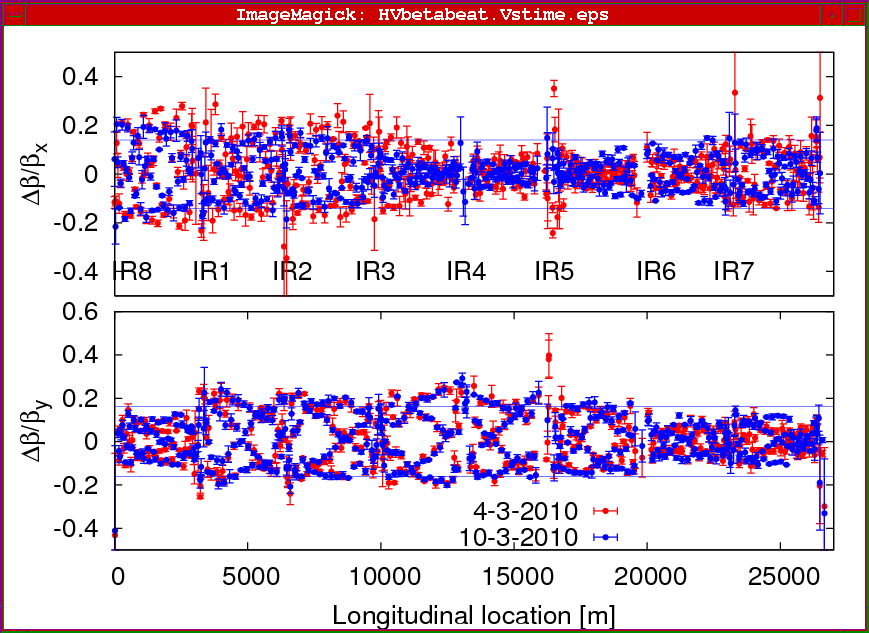 ImageMagick: HVbetabeat.Vstime.eps
0.4
0.2
0
-0.2
-0.4
Δβ/βx
IR8 IR1 IR2 IR3 IR4 IR5 IR6 IR7
0.6
0.4
0.2
0
-0.2
-0.4
Δβ/βy
4-3-2010
10-3-2010
0 5000 10000 15000 20000 25000
Longitudinal location [m]